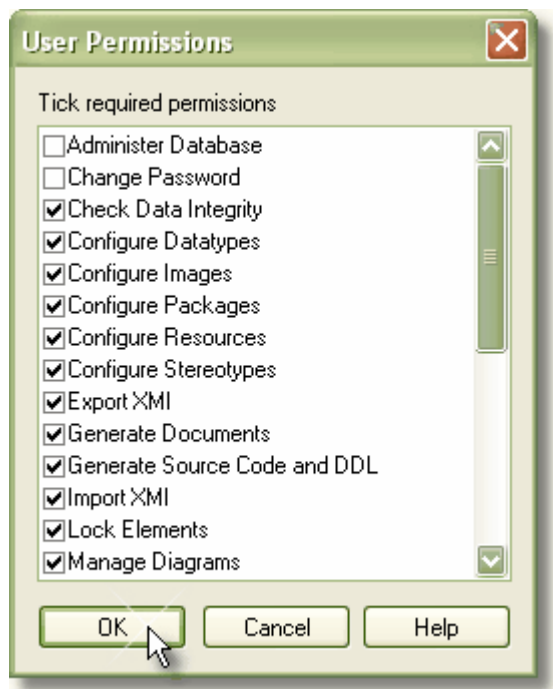 User Permissions
Tick required permissions
Administer Database
Change Password
Check Data Integrity
Configure Datatypes
Configure Images
Configure Packages
Configure Resources
Configure Stereotypes
Export XMI
Generate Documents
Generate Source Code and DDL
Import XMI
Lock Elements
Manage Diagrams
OK Cancel Help